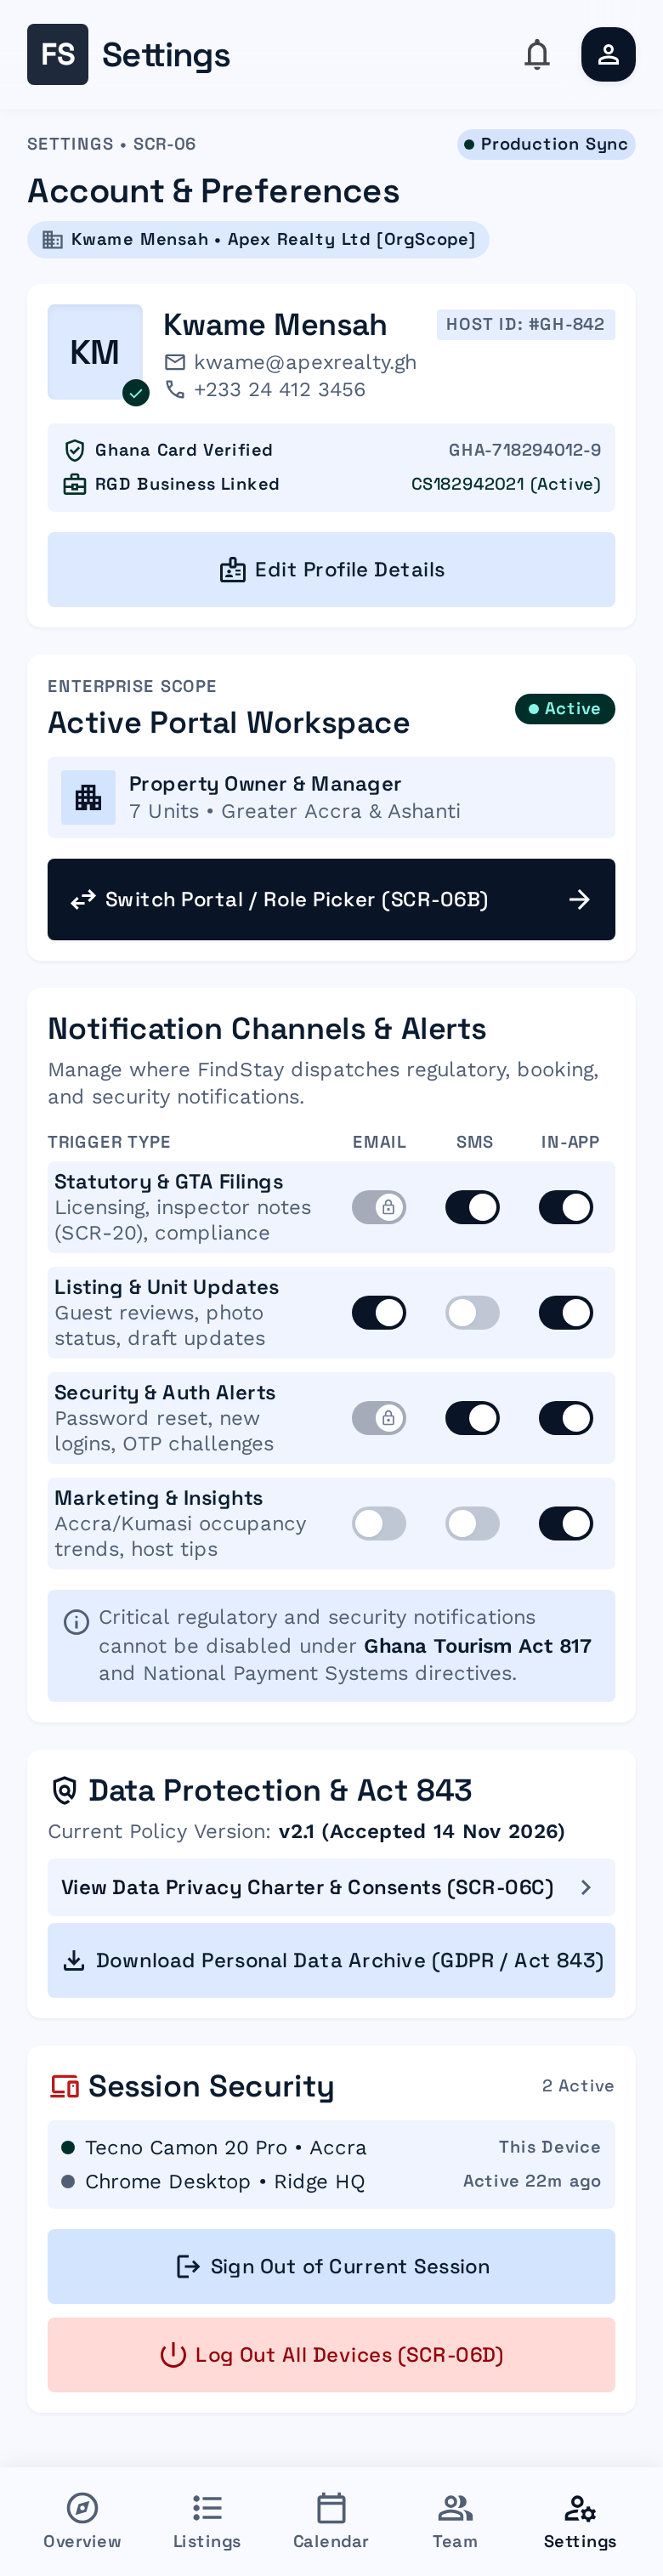 FS Settings
SETTINGS • SCR-06
Production Sync
Account & Preferences
Kwame Mensah • Apex Realty Ltd [OrgScope]
KM
Kwame Mensah
HOST ID: #GH-842
kwame@apexrealty.gh
+233 24 412 3456
Ghana Card Verified GHA-718294012-9
RGD Business Linked CS182942021 (Active)
Edit Profile Details
ENTERPRISE SCOPE
Active Portal Workspace
Active
Property Owner & Manager
7 Units • Greater Accra & Ashanti
Switch Portal / Role Picker (SCR-06B)
Notification Channels & Alerts
Manage where FindStay dispatches regulatory, booking,
and security notifications.
TRIGGER TYPE EMAIL SMS IN-APP
Statutory & GTA Filings
Licensing, inspector notes
(SCR-20), compliance
Listing & Unit Updates
Guest reviews, photo
status, draft updates
Security & Auth Alerts
Password reset, new
logins, OTP challenges
Marketing & Insights
Accra/Kumasi occupancy
trends, host tips
Critical regulatory and security notifications
cannot be disabled under Ghana Tourism Act 817
and National Payment Systems directives.
Data Protection & Act 843
Current Policy Version: v2.1 (Accepted 14 Nov 2026)
View Data Privacy Charter & Consents (SCR-06C)
Download Personal Data Archive (GDPR / Act 843)
Session Security 2 Active
Tecno Camon 20 Pro • Accra This Device
Chrome Desktop • Ridge HQ Active 22m ago
Sign Out of Current Session
Log Out All Devices (SCR-06D)
Overview Listings Calendar Team Settings